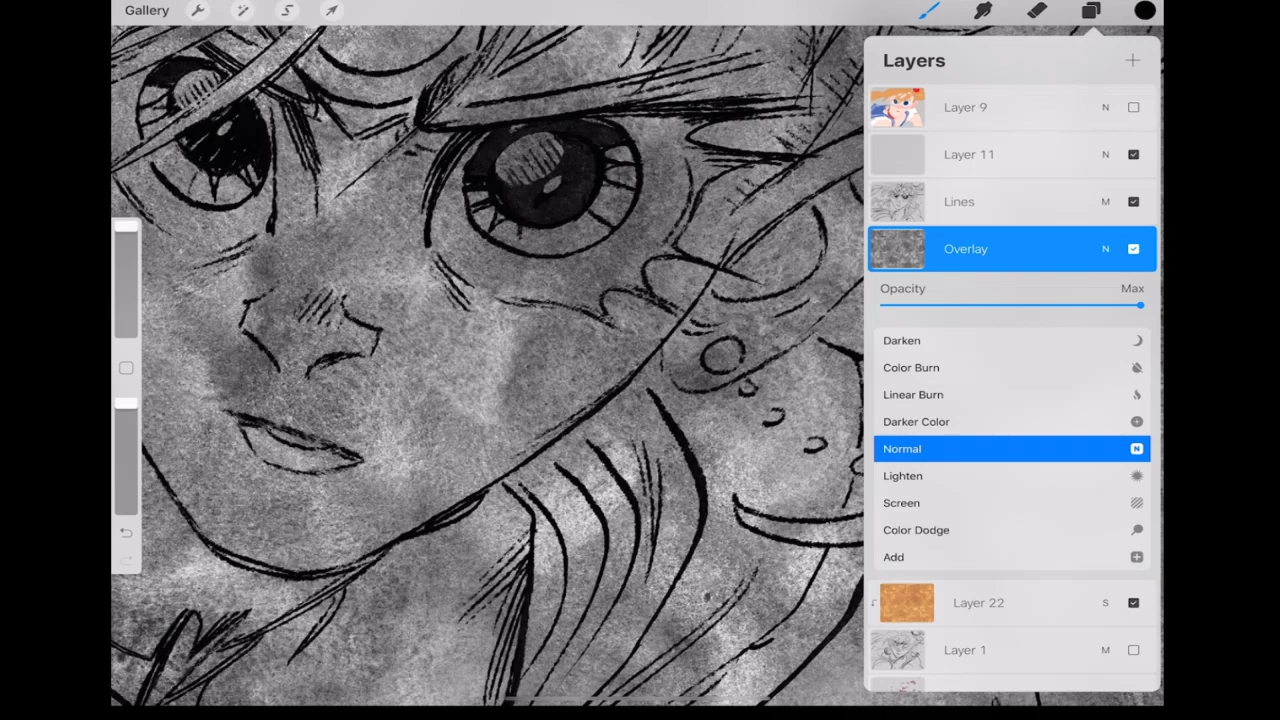 Gallery
Layers
Layer 9 N
Layer 11 N
Lines M
Overlay N
Opacity Max
Darken
Color Burn
Linear Burn
Darker Color
Normal N
Lighten
Screen
Color Dodge
Add
Layer 22 S
Layer 1 M